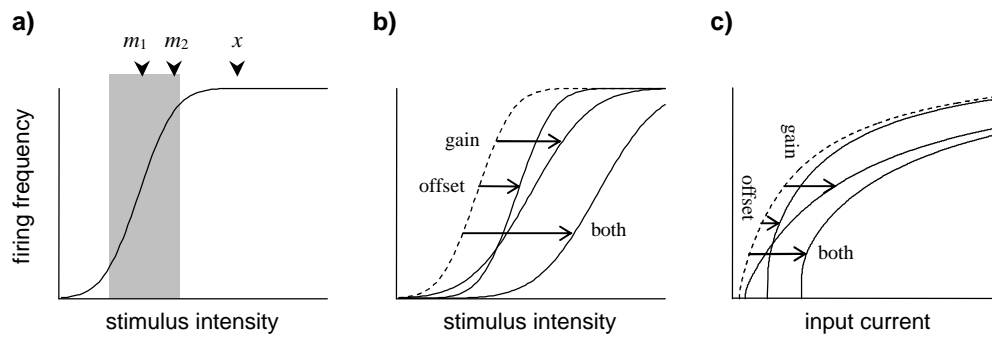 a)
m1
m2
x
firing frequency
stimulus intensity
b)
gain
offset
both
stimulus intensity
c)
gain
offset
both
input current